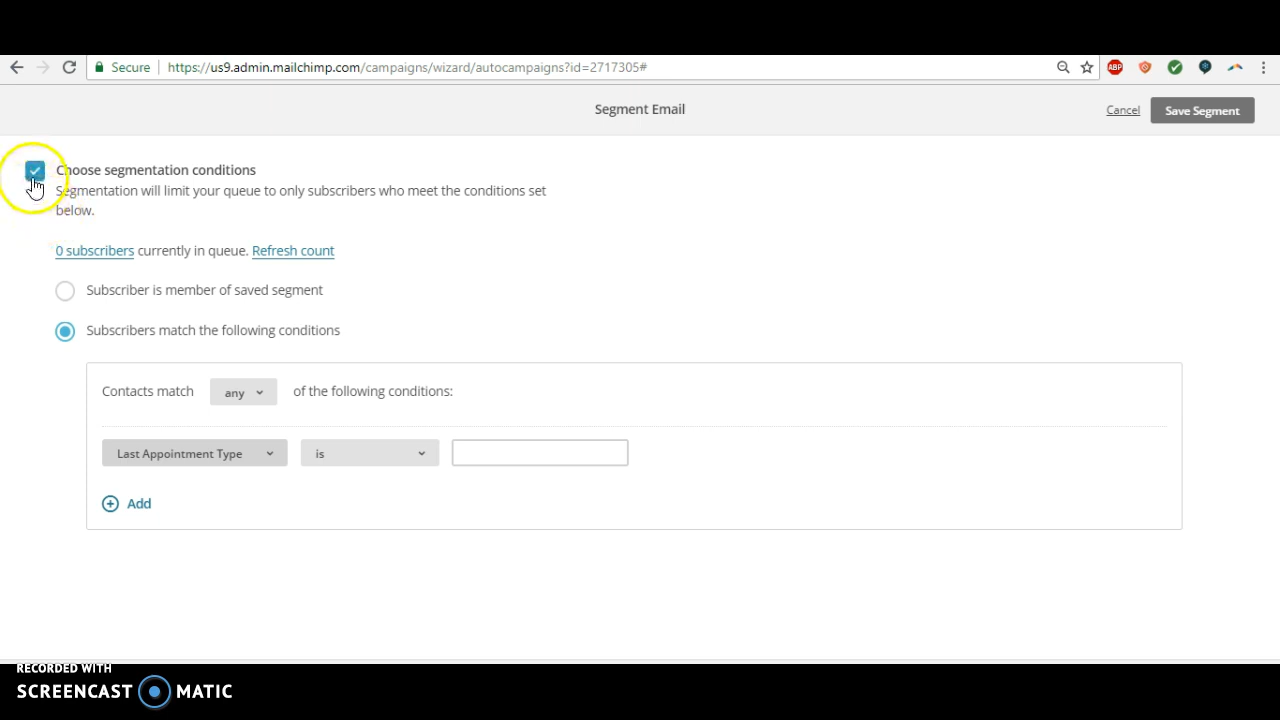 Secure https://us9.admin.mailchimp.com/campaigns/wizard/autocampaigns?id=2717305# ABP
Segment Email Cancel Save Segment
Choose segmentation conditions
Segmentation will limit your queue to only subscribers who meet the conditions set
below.
0 subscribers currently in queue. Refresh count
Subscriber is member of saved segment
Subscribers match the following conditions
Contacts match any of the following conditions:
Last Appointment Type is
Add
RECORDED WITH
SCREENCAST MATIC